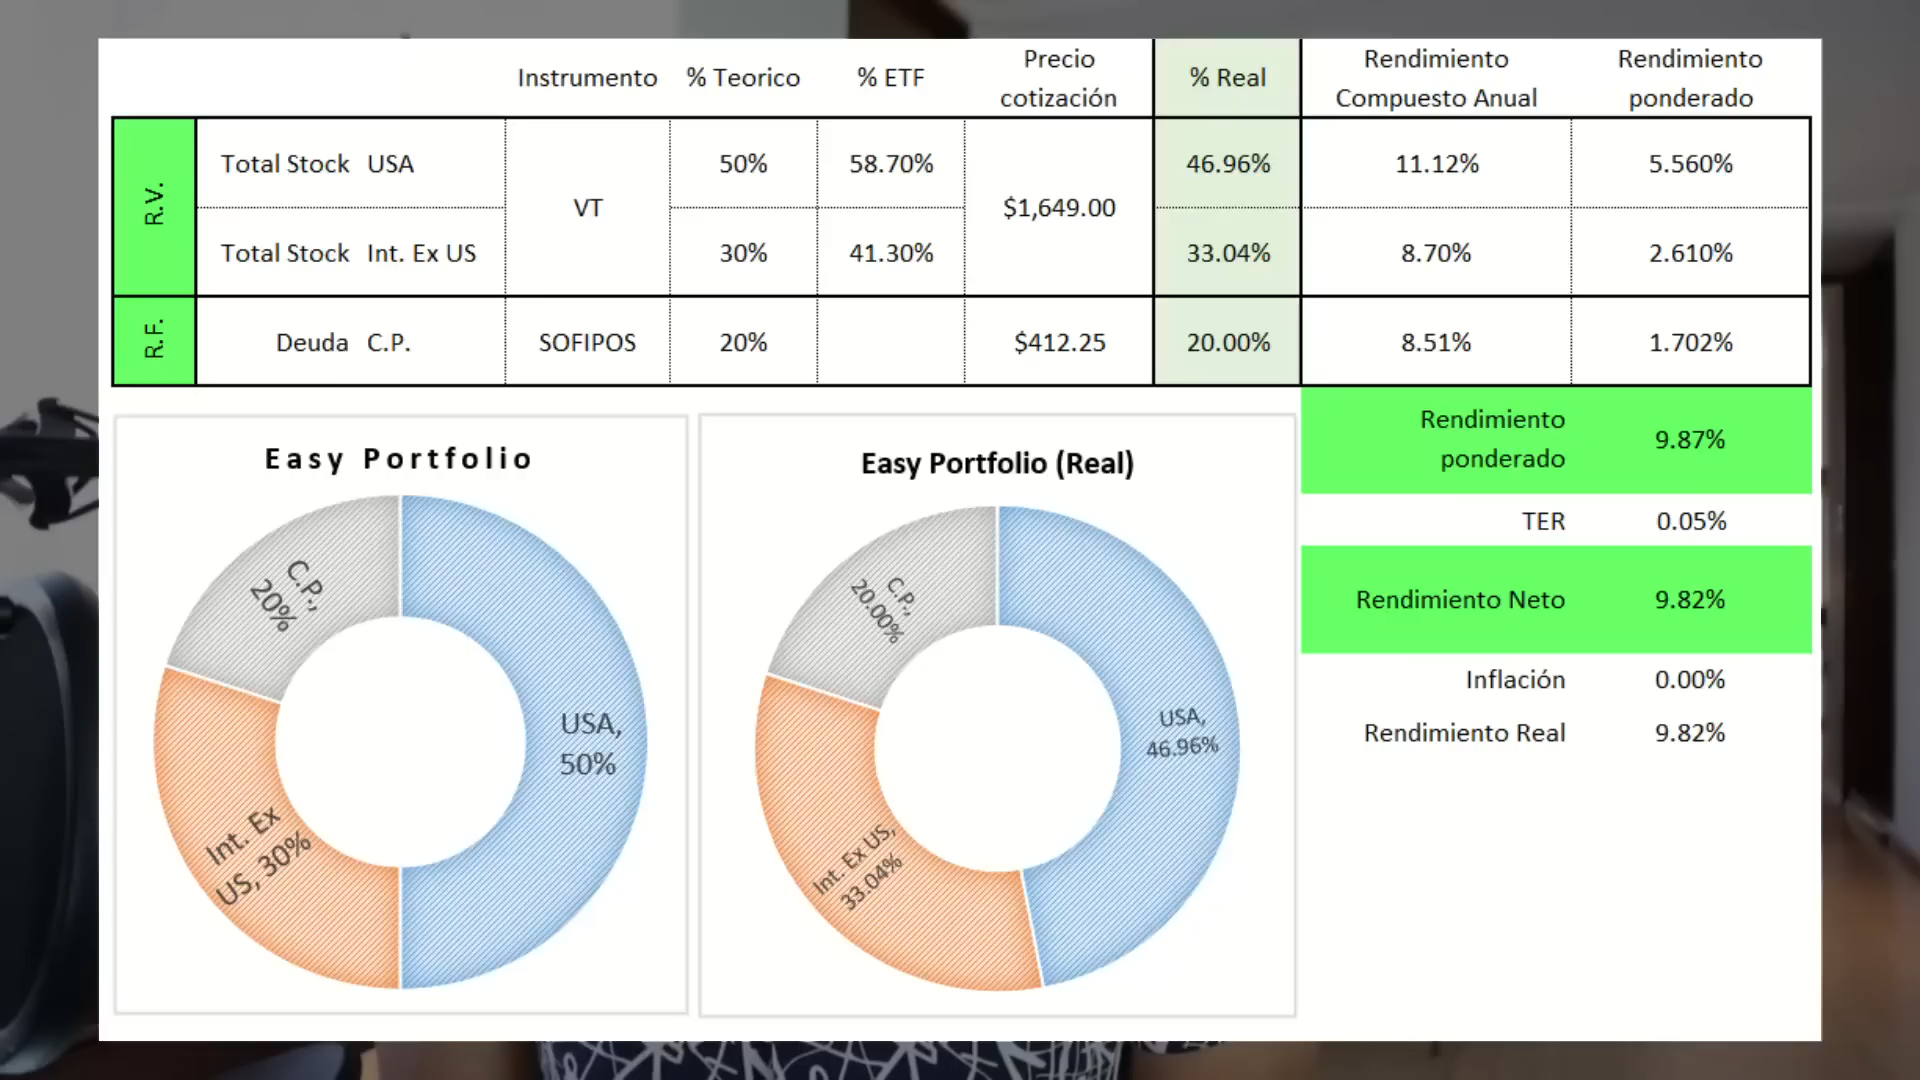 Instrumento % Teorico % ETF Precio cotización % Real Rendimiento Compuesto Anual Rendimiento ponderado
R.V.
Total Stock USA VT 50% 58.70% $1,649.00 46.96% 11.12% 5.560%
Total Stock Int. Ex US 30% 41.30% 33.04% 8.70% 2.610%
R.F.
Deuda C.P. SOFIPOS 20% $412.25 20.00% 8.51% 1.702%
Rendimiento ponderado 9.87%
TER 0.05%
Rendimiento Neto 9.82%
Inflación 0.00%
Rendimiento Real 9.82%
Easy Portfolio
C.P.,
20%
USA,
50%
Int. Ex
US, 30%
Easy Portfolio (Real)
C.P.,
20.00%
USA,
46.96%
Int. Ex US,
33.04%